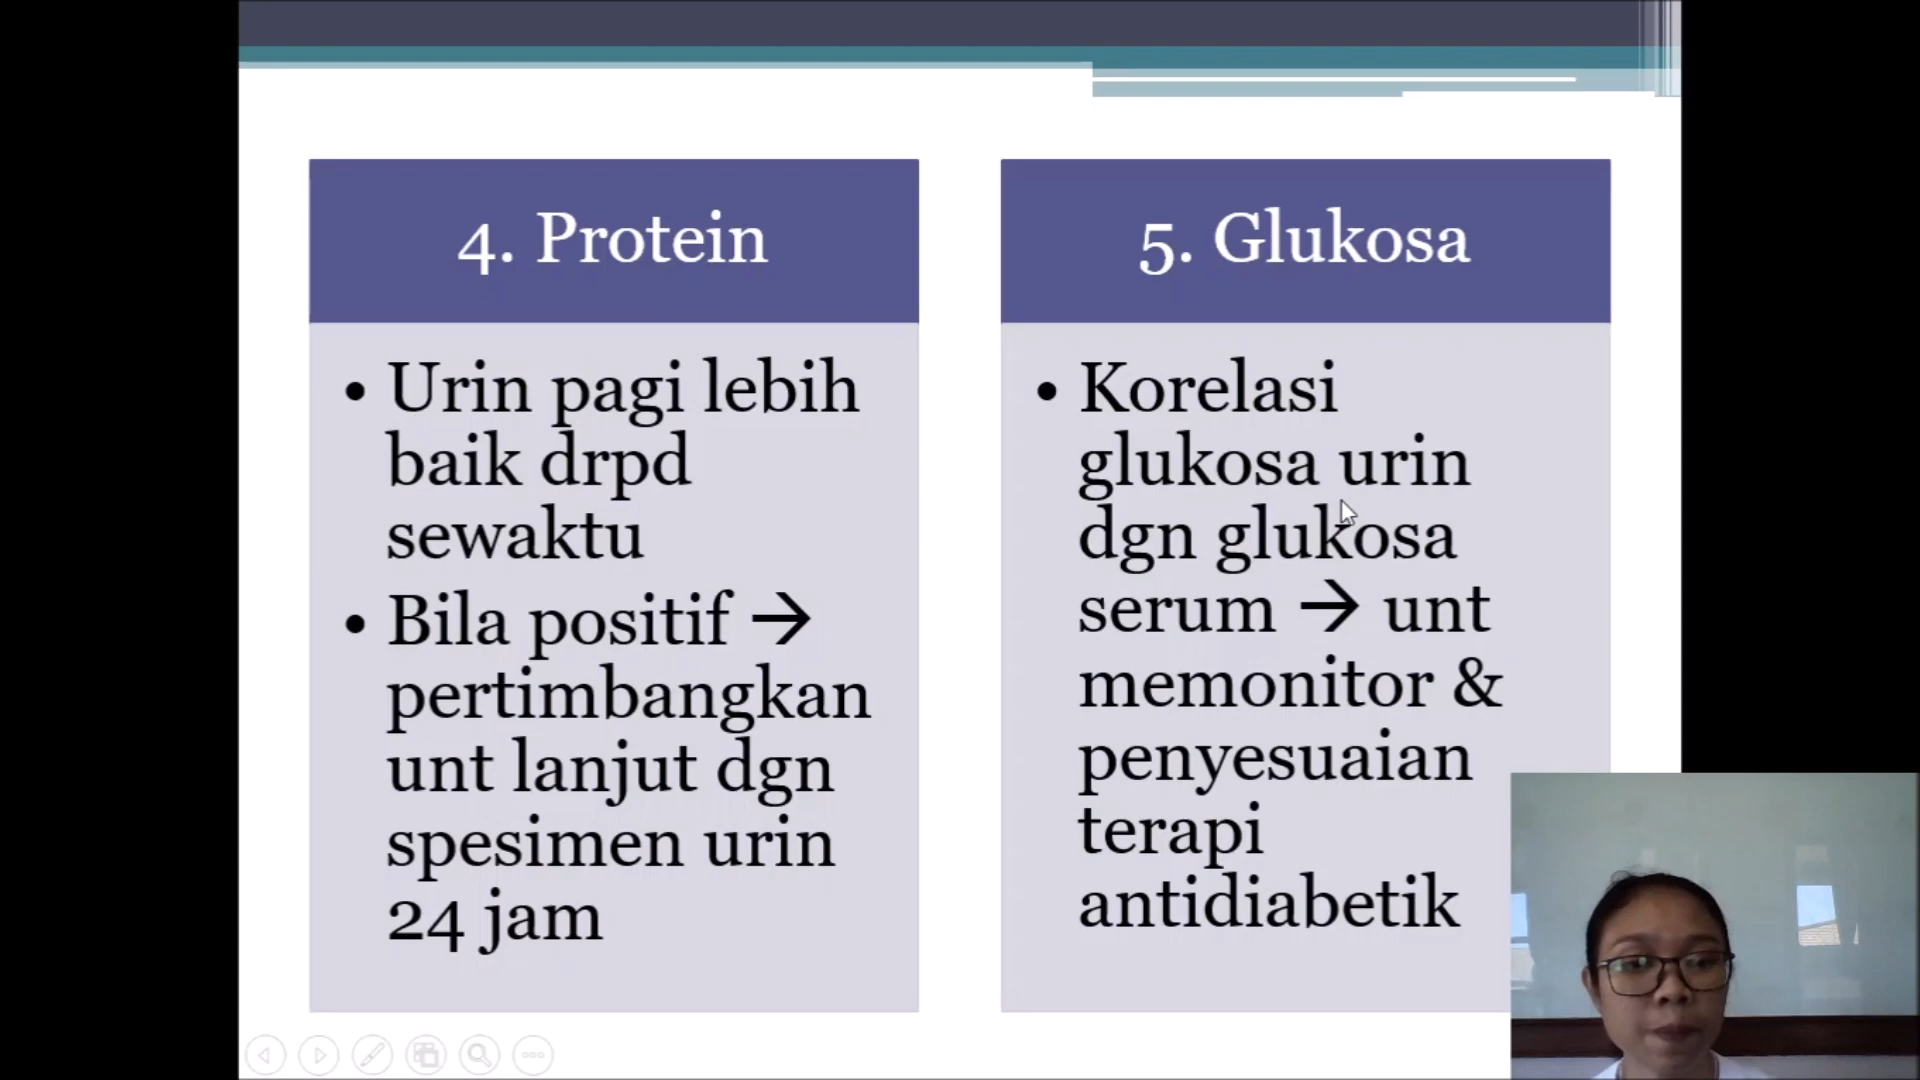 4. Protein
• Urin pagi lebih
baik drpd
sewaktu
• Bila positif →
pertimbangkan
unt lanjut dgn
spesimen urin
24 jam
5. Glukosa
• Korelasi
glukosa urin
dgn glukosa
serum → unt
memonitor &
penyesuaian
terapi
antidiabetik